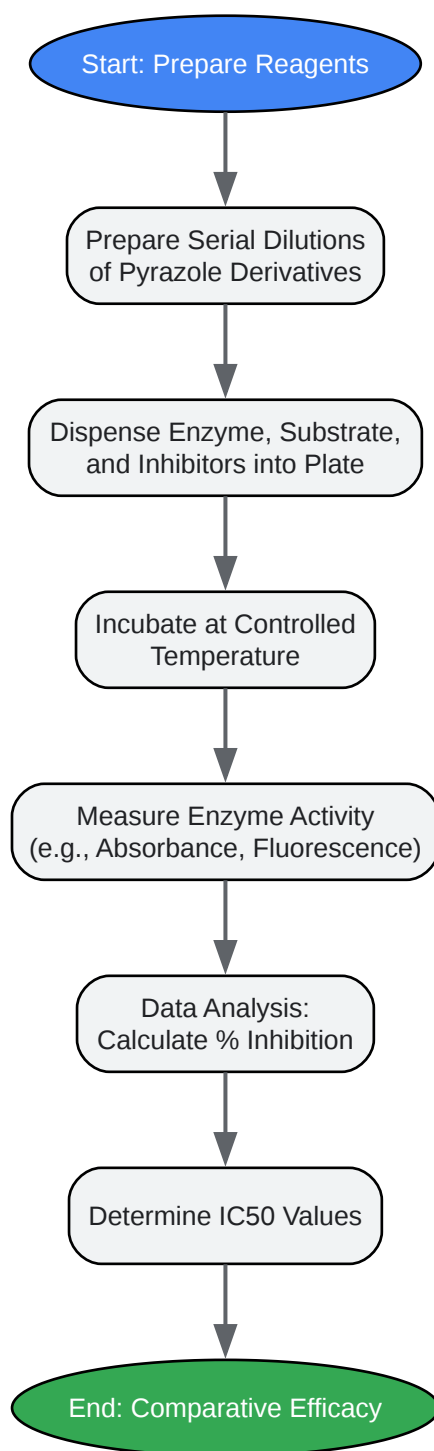 Start: Prepare Reagents
Prepare Serial Dilutions
of Pyrazole Derivatives
Dispense Enzyme, Substrate,
and Inhibitors into Plate
Incubate at Controlled
Temperature
Measure Enzyme Activity
(e.g., Absorbance, Fluorescence)
Data Analysis:
Calculate % Inhibition
Determine IC50 Values
End: Comparative Efficacy